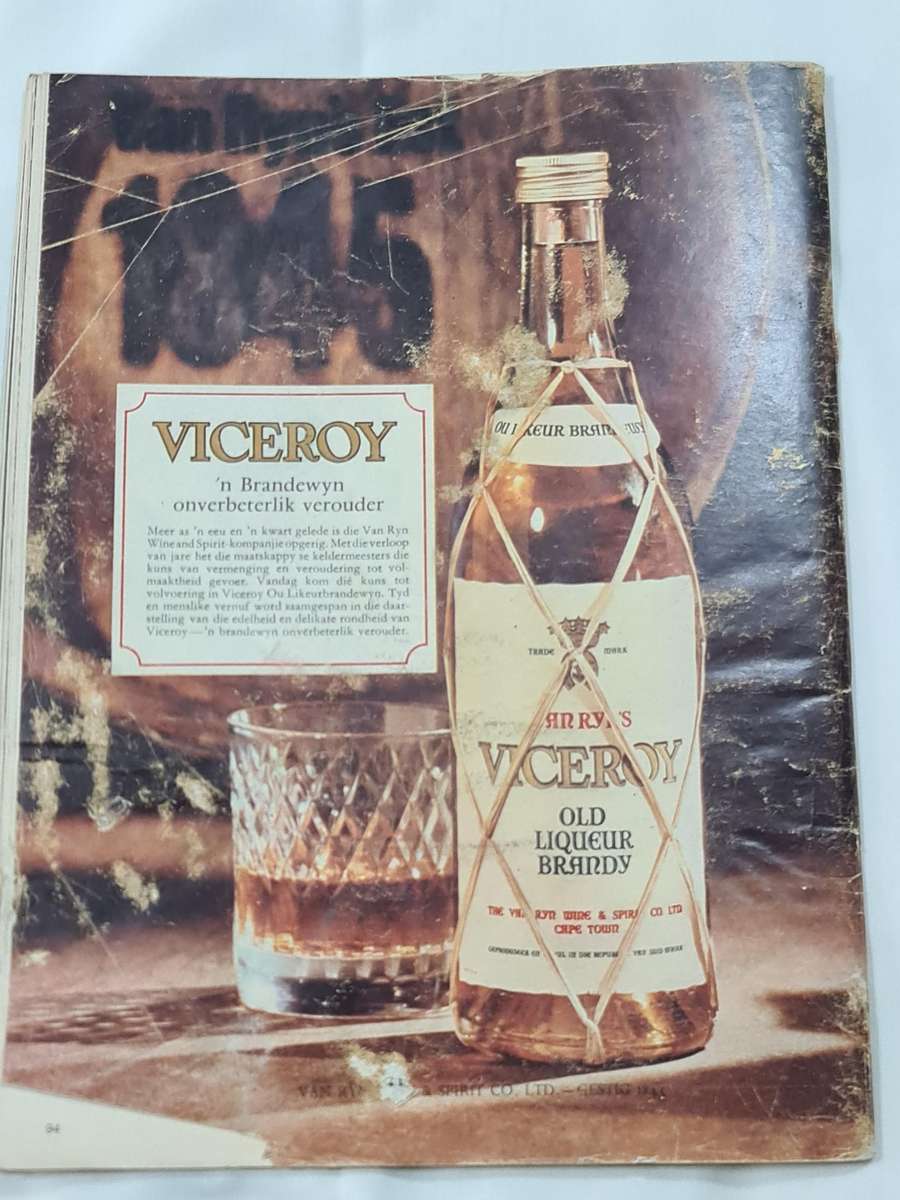 Van Ryn
1845
VICEROY
'n Brandewyn
onverbeterlik verouder
Meer as 'n eeu en 'n kwart gelede is die Van Ryn
Wine and Spirit-kompanjie opgerig. Met die verloop
van jare het die maatskappy se keldermeesters die
kuns van vermenging en veroudering tot vol-
maaktheid gevoer. Vandag kom dié kuns tot
volvoering in Viceroy Ou Likeurbrandewyn. Tyd
en menslike vernuf word saamgespan in die daar-
stelling van die edelheid en delikate rondheid van
Viceroy—'n brandewyn onverbeterlik verouder.
OU LIKEUR BRANDEWYN
TRADE MARK
VAN RYN'S
VICEROY
OLD
LIQUEUR
BRANDY
THE VAN RYN WINE & SPIRIT CO LTD
CAPE TOWN
VAN RYN & SPIRIT CO. LTD.—GESTIG 1845
94